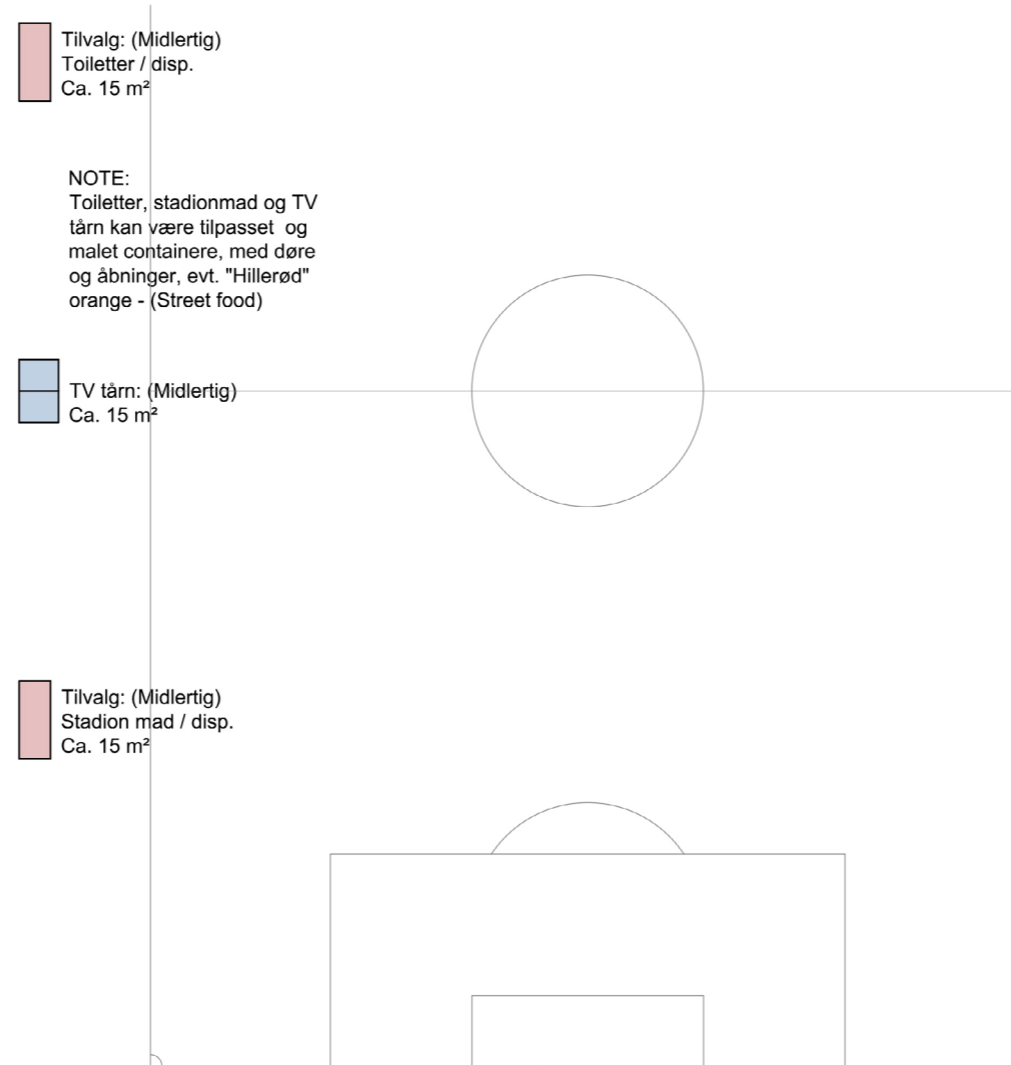 Tilvalg: (Midlertig)
Toiletter / disp.
Ca. 15 m²
NOTE:
Toiletter, stadionmad og TV
tårn kan være tilpasset  og
malet containere, med døre
og åbninger, evt. "Hillerød"
orange - (Street food)
TV tårn: (Midlertig)
Ca. 15 m²
Tilvalg: (Midlertig)
Stadion mad / disp.
Ca. 15 m²